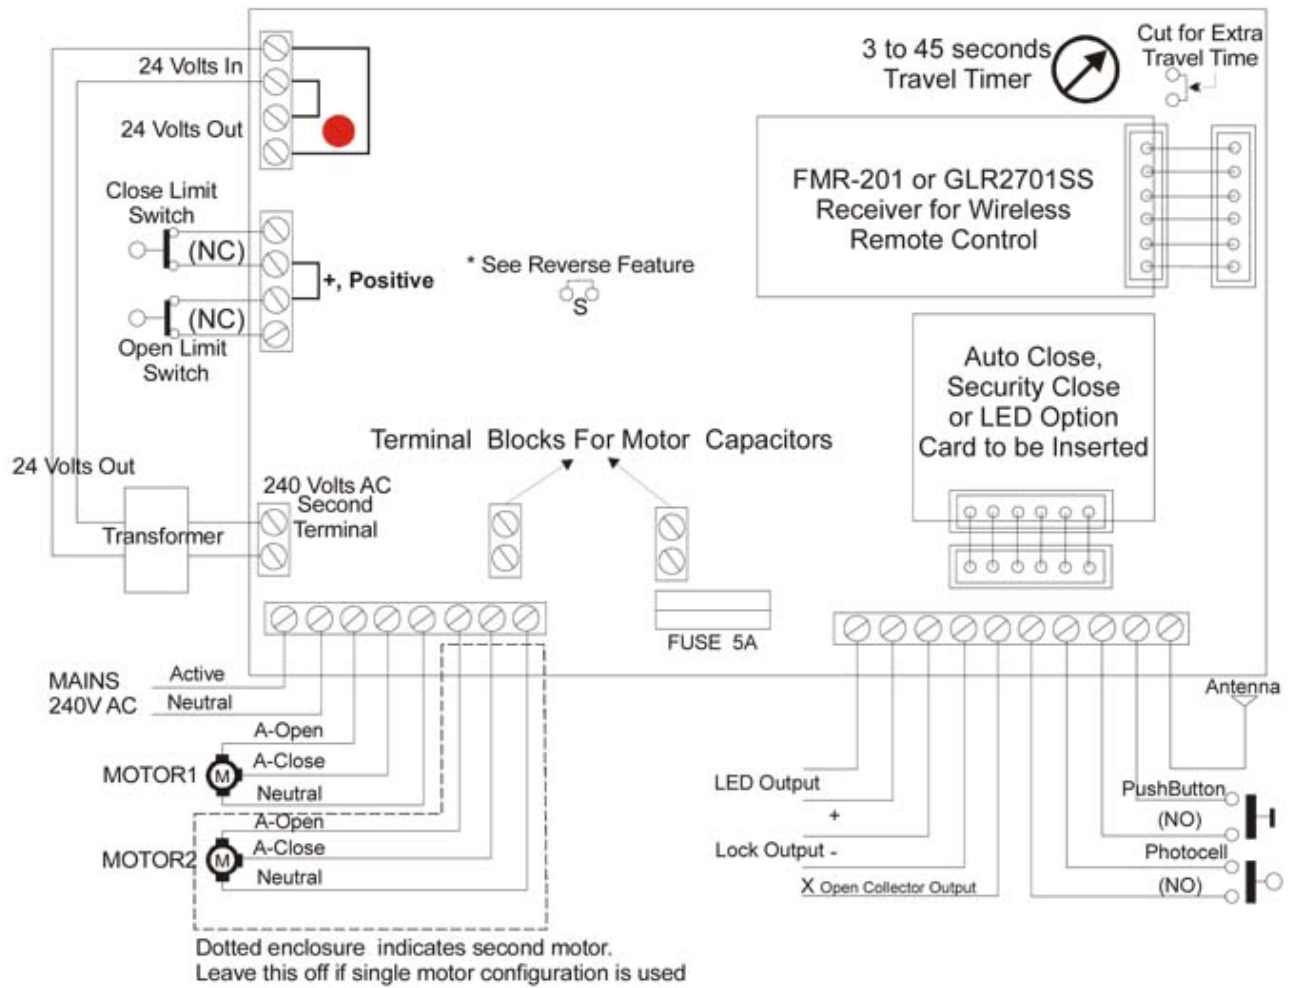 24 Volts In
24 Volts Out
Close Limit
Switch
(NC)
+, Positive
(NC)
Open Limit
Switch
* See Reverse Feature
S
3 to 45 seconds
Travel Timer
Cut for Extra
Travel Time
FMR-201 or GLR2701SS
Receiver for Wireless
Remote Control
Auto Close,
Security Close
or LED Option
Card to be Inserted
Terminal Blocks For Motor Capacitors
24 Volts Out
Transformer
240 Volts AC
Second
Terminal
FUSE 5A
MAINS
240V AC
Active
Neutral
A-Open
MOTOR1
M
A-Close
Neutral
A-Open
MOTOR2
M
A-Close
Neutral
Dotted enclosure indicates second motor.
Leave this off if single motor configuration is used
LED Output
+
Lock Output -
X Open Collector Output
Antenna
PushButton
(NO)
Photocell
(NO)